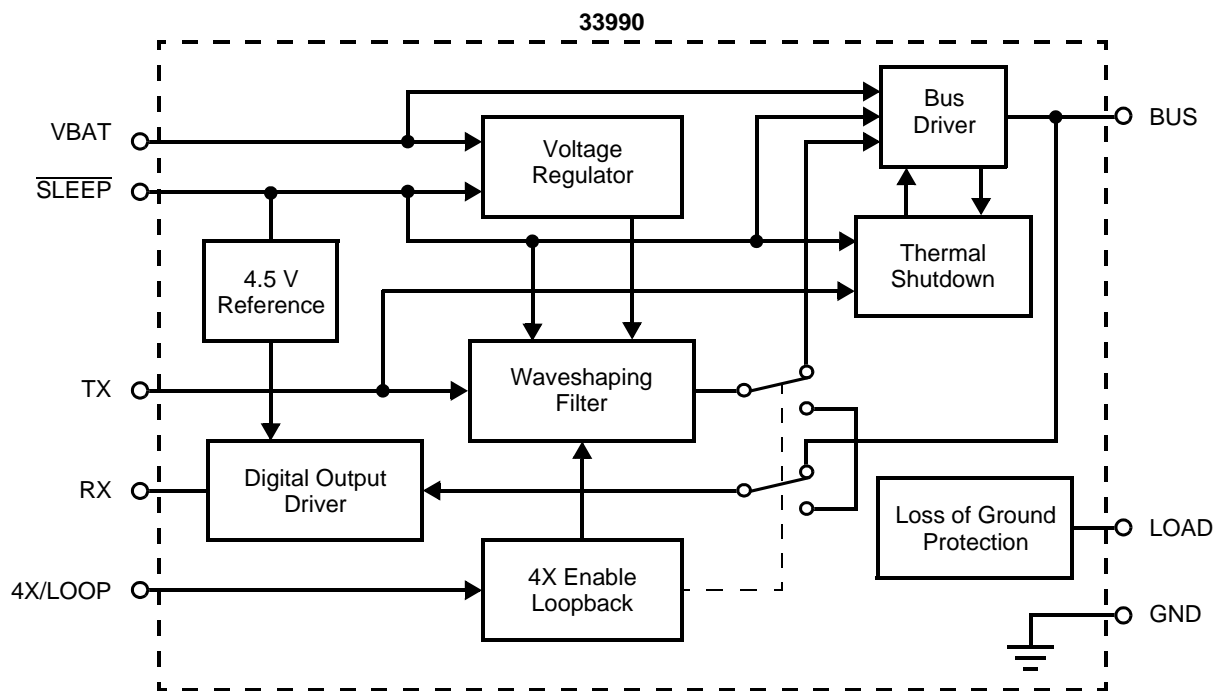 33990
VBAT
SLEEP
TX
RX
4X/LOOP
Voltage
Regulator
4.5 V
Reference
Bus
Driver
Thermal
Shutdown
Waveshaping
Filter
Digital Output
Driver
4X Enable
Loopback
Loss of Ground
Protection
BUS
LOAD
GND